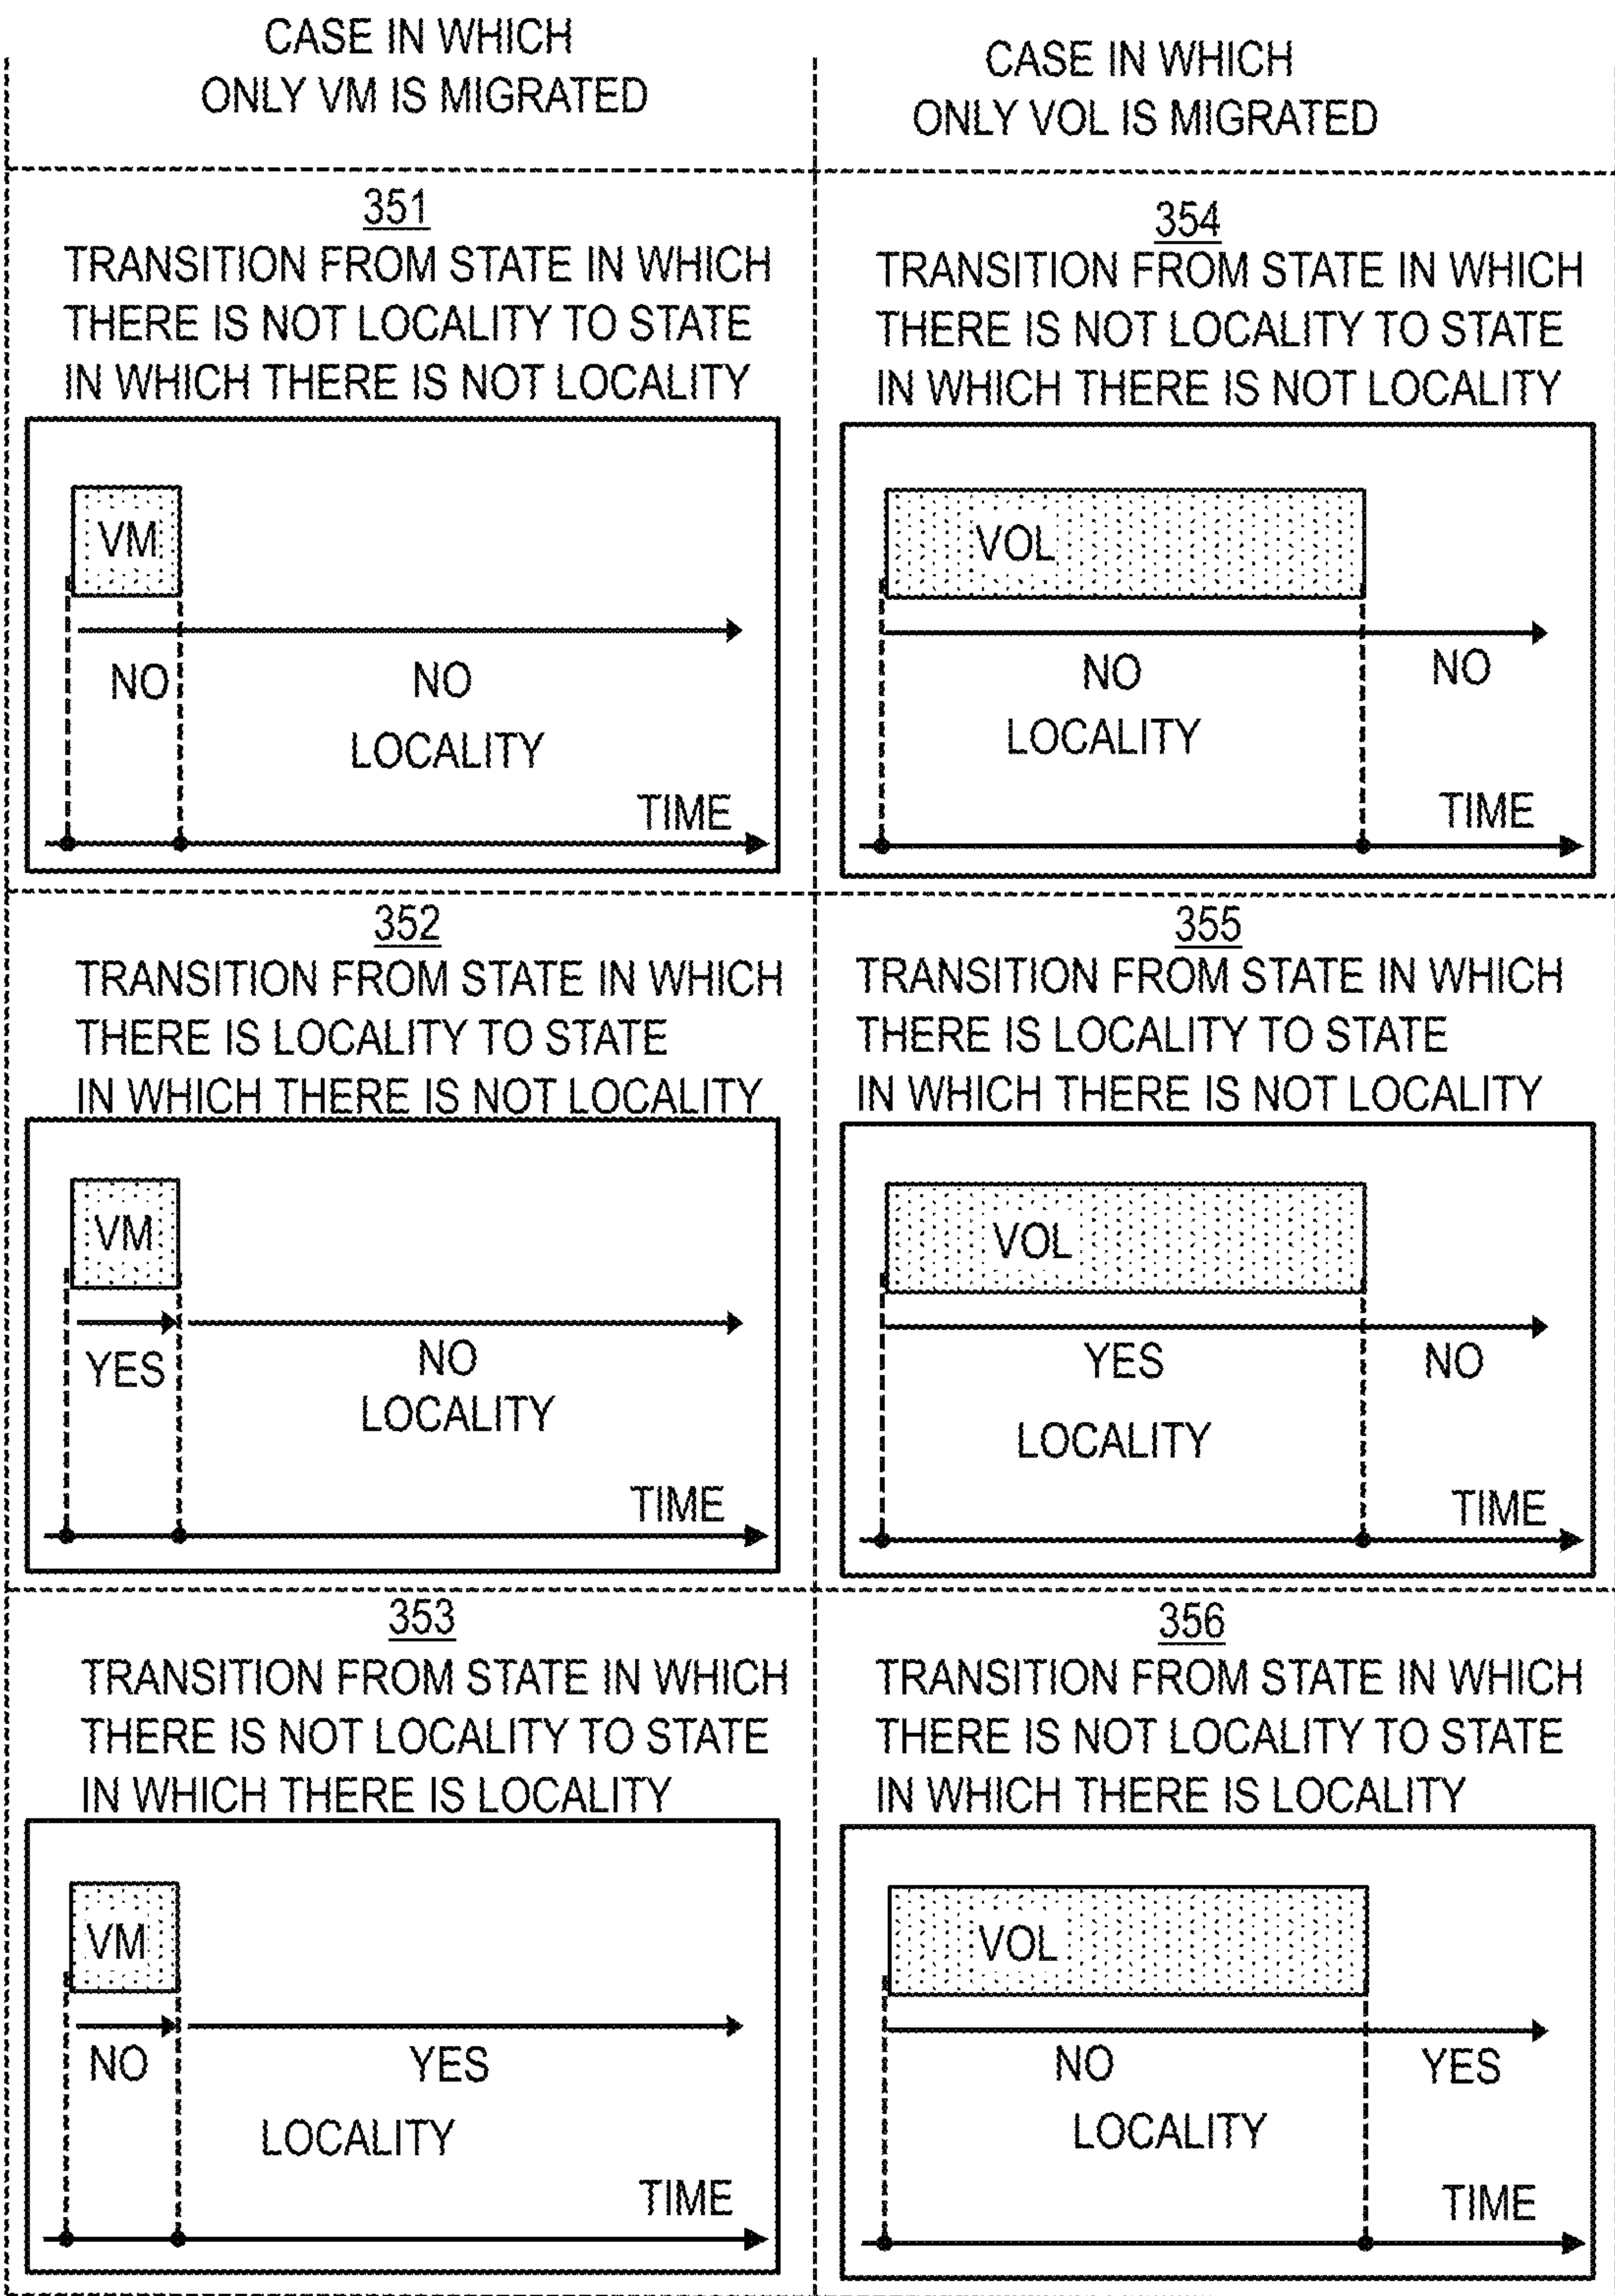 CASE IN WHICH
ONLY VM IS MIGRATED
CASE IN WHICH
ONLY VOL IS MIGRATED
351
TRANSITION FROM STATE IN WHICH
THERE IS NOT LOCALITY TO STATE
IN WHICH THERE IS NOT LOCALITY
VM
NO
NO
LOCALITY
TIME
354
TRANSITION FROM STATE IN WHICH
THERE IS NOT LOCALITY TO STATE
IN WHICH THERE IS NOT LOCALITY
VOL
NO
NO
LOCALITY
TIME
352
TRANSITION FROM STATE IN WHICH
THERE IS LOCALITY TO STATE
IN WHICH THERE IS NOT LOCALITY
VM
YES
NO
LOCALITY
TIME
355
TRANSITION FROM STATE IN WHICH
THERE IS LOCALITY TO STATE
IN WHICH THERE IS NOT LOCALITY
VOL
YES
NO
LOCALITY
TIME
353
TRANSITION FROM STATE IN WHICH
THERE IS NOT LOCALITY TO STATE
IN WHICH THERE IS LOCALITY
VM
NO
YES
LOCALITY
TIME
356
TRANSITION FROM STATE IN WHICH
THERE IS NOT LOCALITY TO STATE
IN WHICH THERE IS LOCALITY
VOL
NO
YES
LOCALITY
TIME